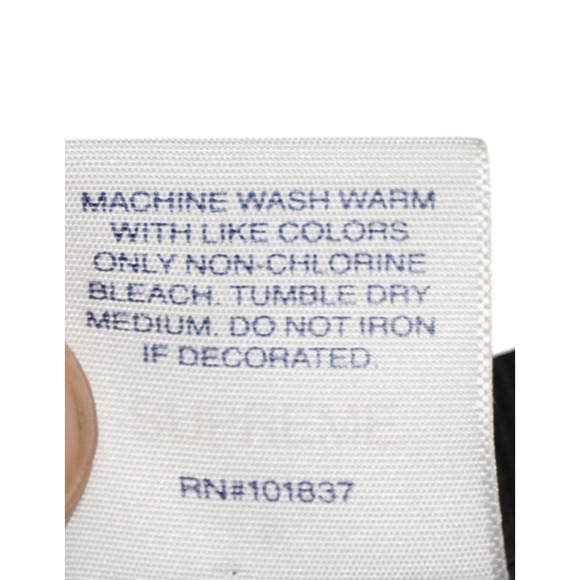 MACHINE WASH WARM
WITH LIKE COLORS
ONLY NON-CHLORINE
BLEACH. TUMBLE DRY
MEDIUM. DO NOT IRON
IF DECORATED.
SUPREME
RN#101837